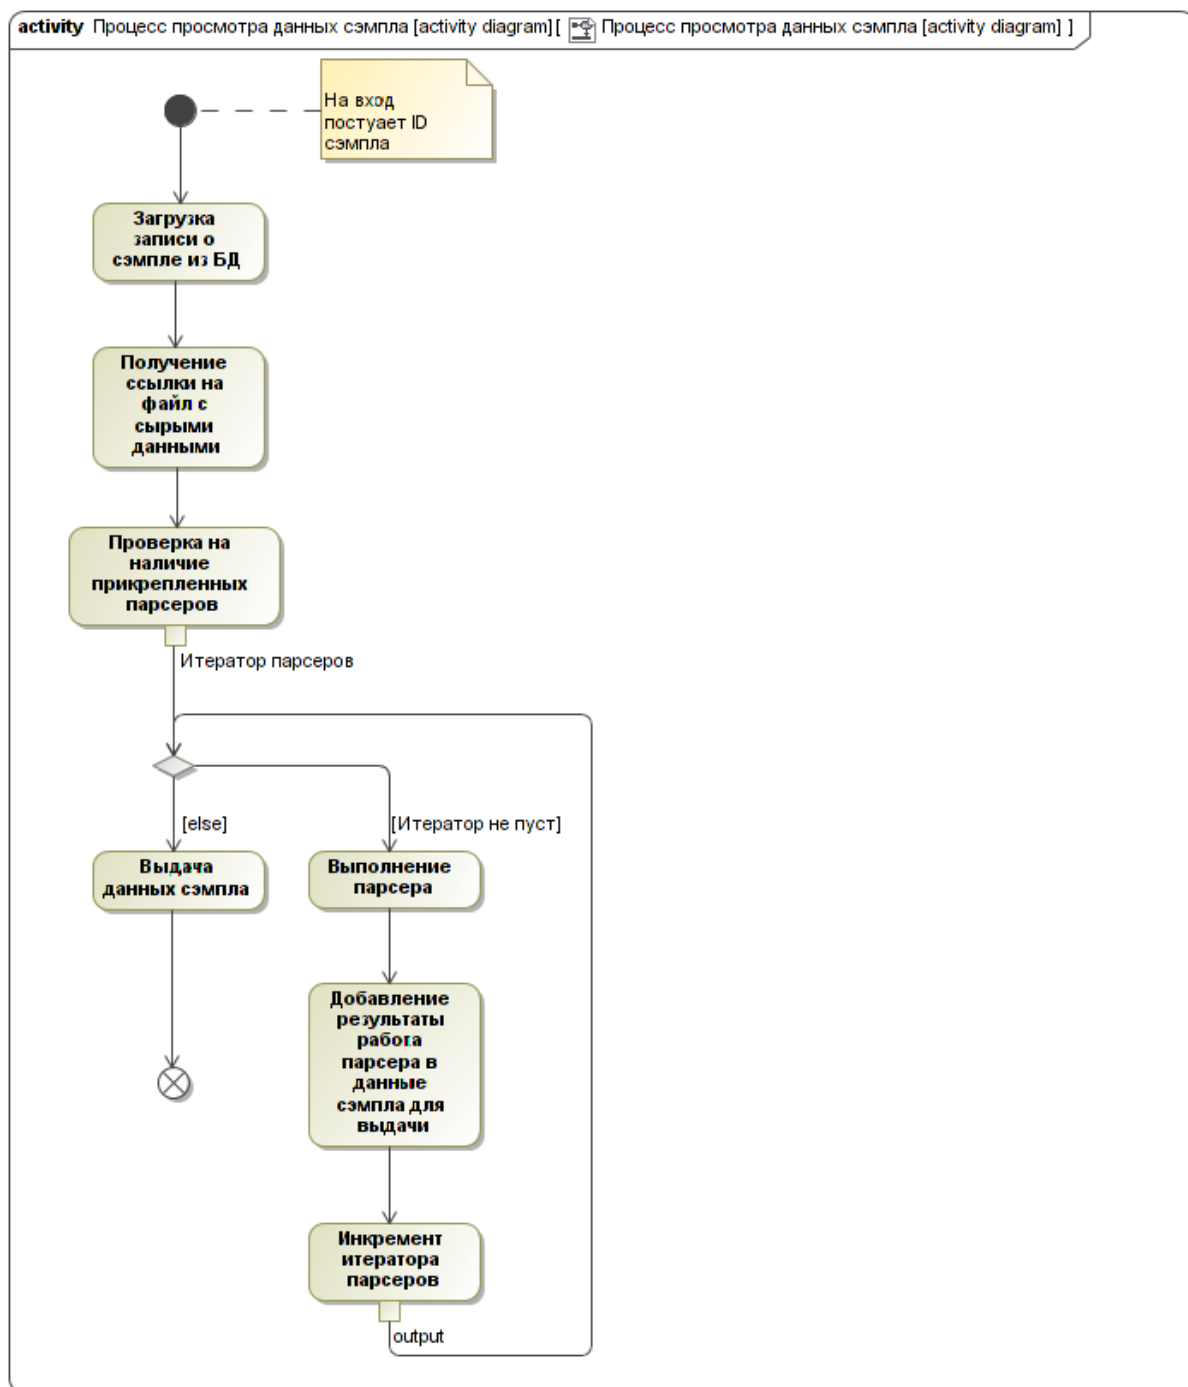 activity Процесс просмотра данных сэмпла [activity diagram] [ Процесс просмотра данных сэмпла [activity diagram] ]
На вход
постуает ID
сэмпла
Загрузка
записи о
сэмпле из БД
Получение
ссылки на
файл с
сырыми
данными
Проверка на
наличие
прикрепленных
парсеров
Итератор парсеров
[else]
[Итератор не пуст]
Выдача
данных сэмпла
Выполнение
парсера
Добавление
результаты
работа
парсера в
данные
сэмпла для
выдачи
Инкремент
итератора
парсеров
output